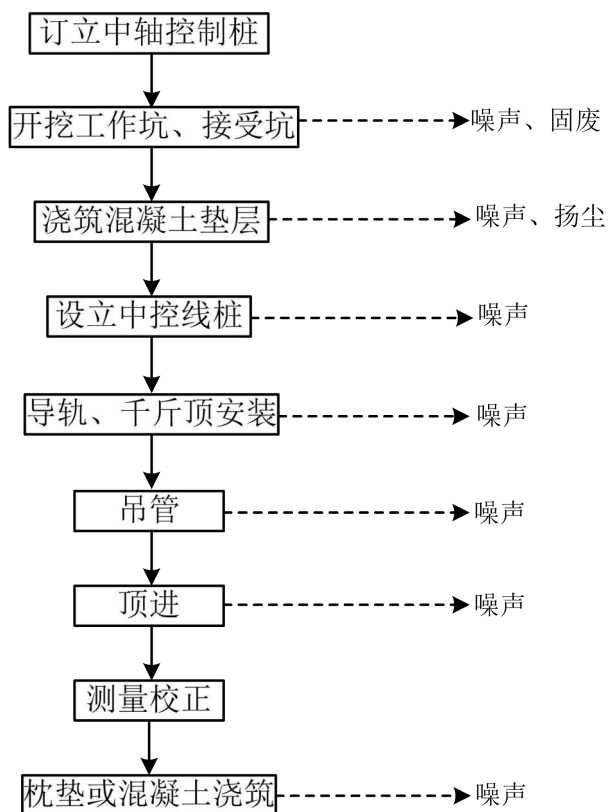 订立中轴控制桩
开挖工作坑、接受坑
噪声、固废
浇筑混凝土垫层
噪声、扬尘
设立中控线桩
噪声
导轨、千斤顶安装
噪声
吊管
噪声
顶进
噪声
测量校正
枕垫或混凝土浇筑
噪声